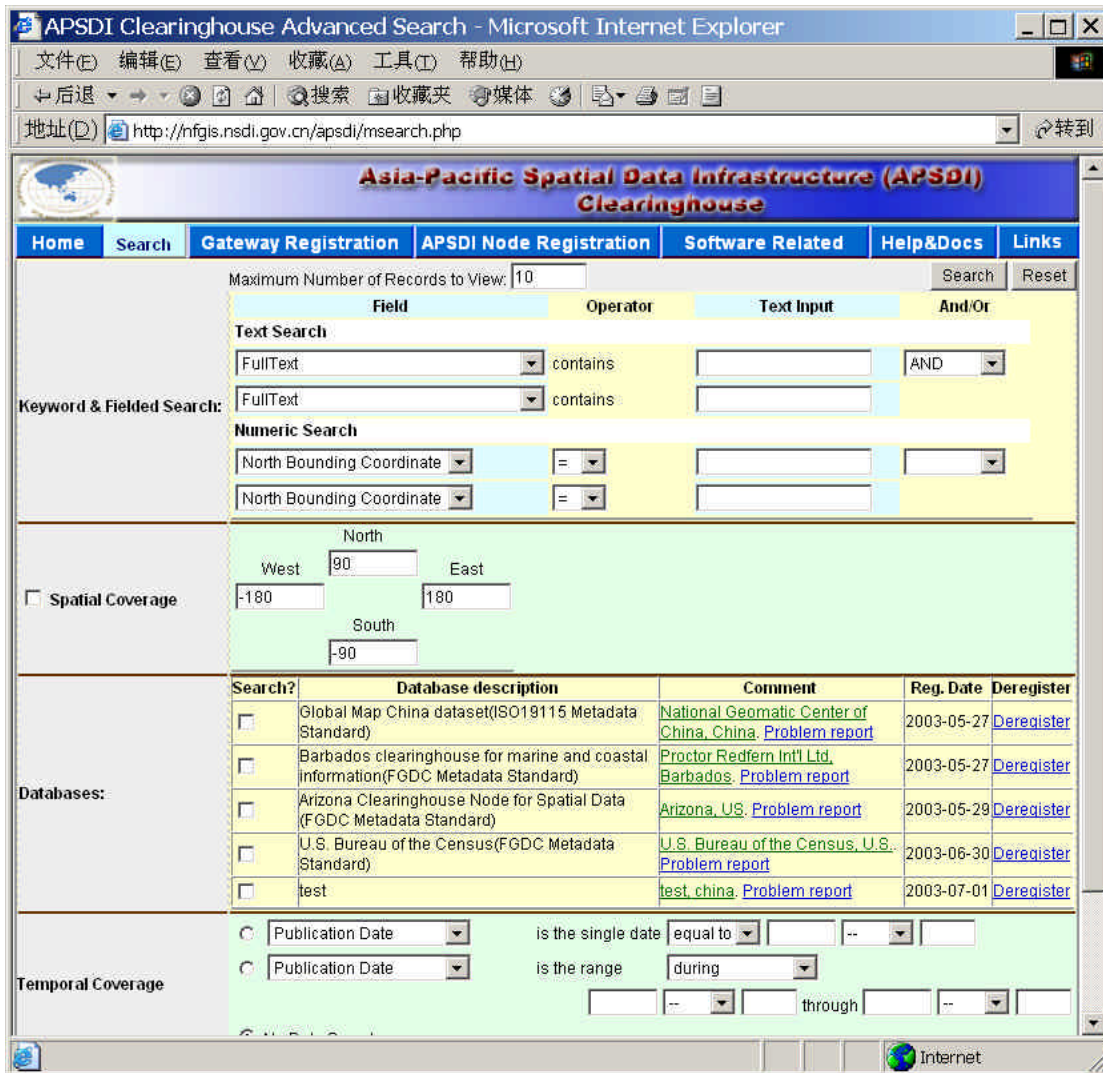 APSDI Clearinghouse Advanced Search - Microsoft Internet Explorer
文件(F) 编辑(E) 查看(V) 收藏(A) 工具(T) 帮助(H)
后退 搜索 收藏夹 媒体
地址(D) http://nfgis.nsdi.gov.cn/apsdi/msearch.php 转到
Asia-Pacific Spatial Data Infrastructure (APSDI)
Clearinghouse
Home Search Gateway Registration APSDI Node Registration Software Related Help&Docs Links
Maximum Number of Records to View: 10 Search Reset
Field Operator Text Input And/Or
Text Search
FullText contains AND
Keyword & Fielded Search: FullText contains
Numeric Search
North Bounding Coordinate =
North Bounding Coordinate =
North
West 90 East
Spatial Coverage -180 180
South
-90
Search? Database description Comment Reg. Date Deregister
Global Map China dataset(ISO19115 Metadata
Standard) National Geomatic Center of
China, China. Problem report 2003-05-27 Deregister
Barbados clearinghouse for marine and coastal
information(FGDC Metadata Standard) Proctor Redfern Int'l Ltd,
Barbados. Problem report 2003-05-27 Deregister
Databases:
Arizona Clearinghouse Node for Spatial Data
(FGDC Metadata Standard) Arizona, US. Problem report 2003-05-29 Deregister
U.S. Bureau of the Census(FGDC Metadata
Standard) U.S. Bureau of the Census, U.S..
Problem report 2003-06-30 Deregister
test test, china. Problem report 2003-07-01 Deregister
Publication Date is the single date equal to --
Publication Date is the range during
Temporal Coverage
-- through --
Internet